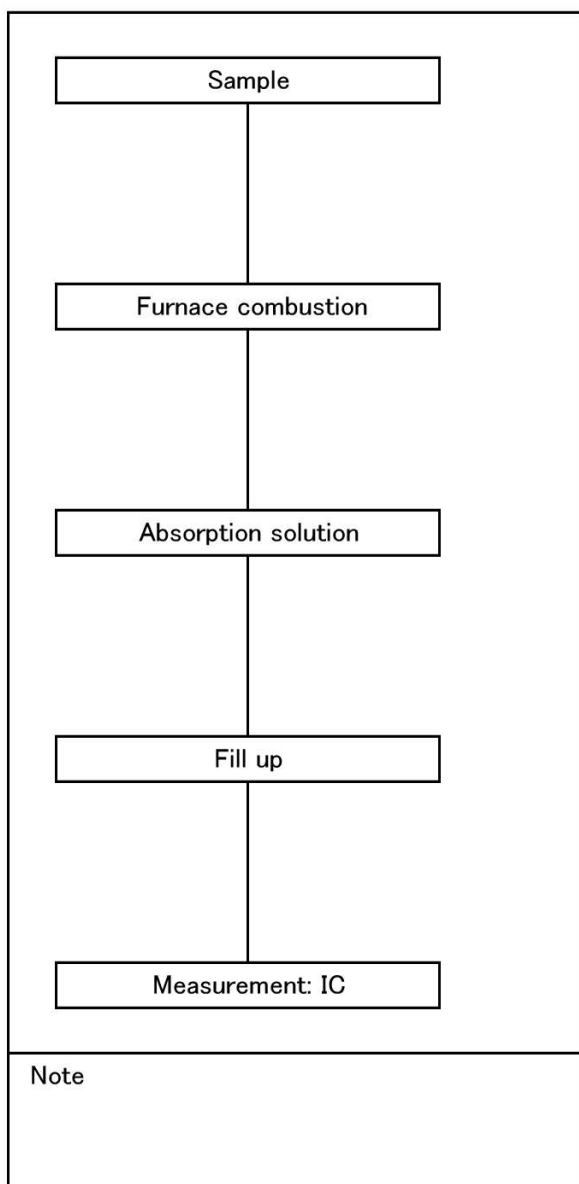 Sample
Furnace combustion
Absorption solution
Fill up
Measurement: IC
Note